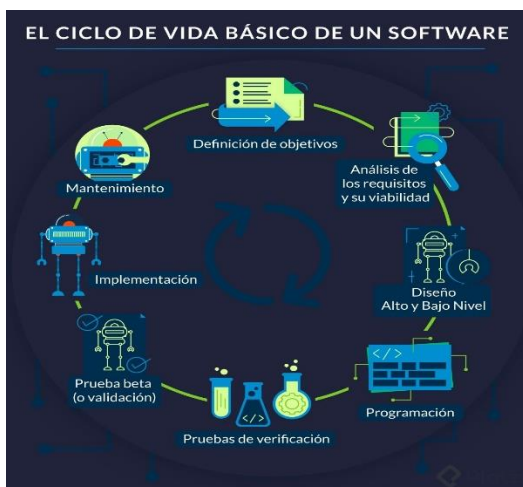 EL CICLO DE VIDA BÁSICO DE UN SOFTWARE
Definición de objetivos
Análisis de
los requisitos
y su viabilidad
Diseño
Alto y Bajo Nivel
</>
Programación
</>
Pruebas de verificación
Prueba beta
(o validación)
Implementación
Mantenimiento